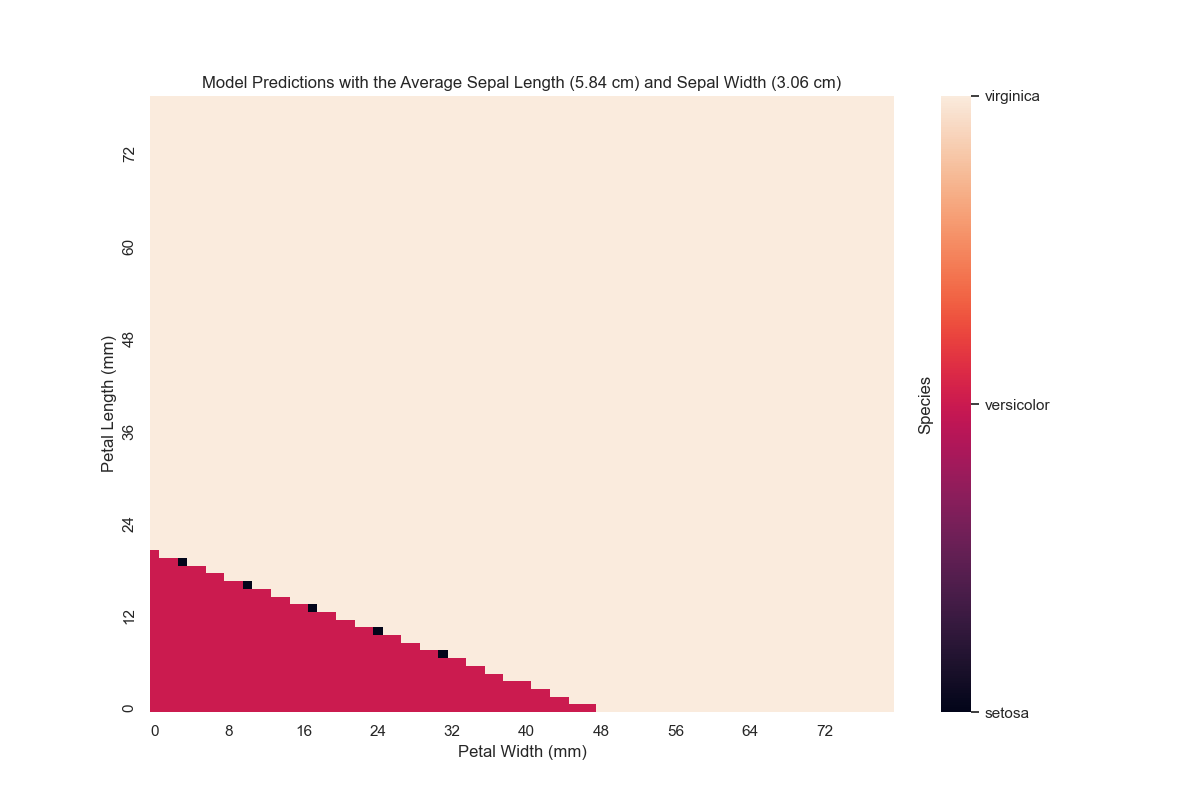 Model Predictions with the Average Sepal Length (5.84 cm) and Sepal Width (3.06 cm)
Petal Length (mm)
72
60
48
36
24
12
0
0 8 16 24 32 40 48 56 64 72
Petal Width (mm)
Species
virginica
versicolor
setosa